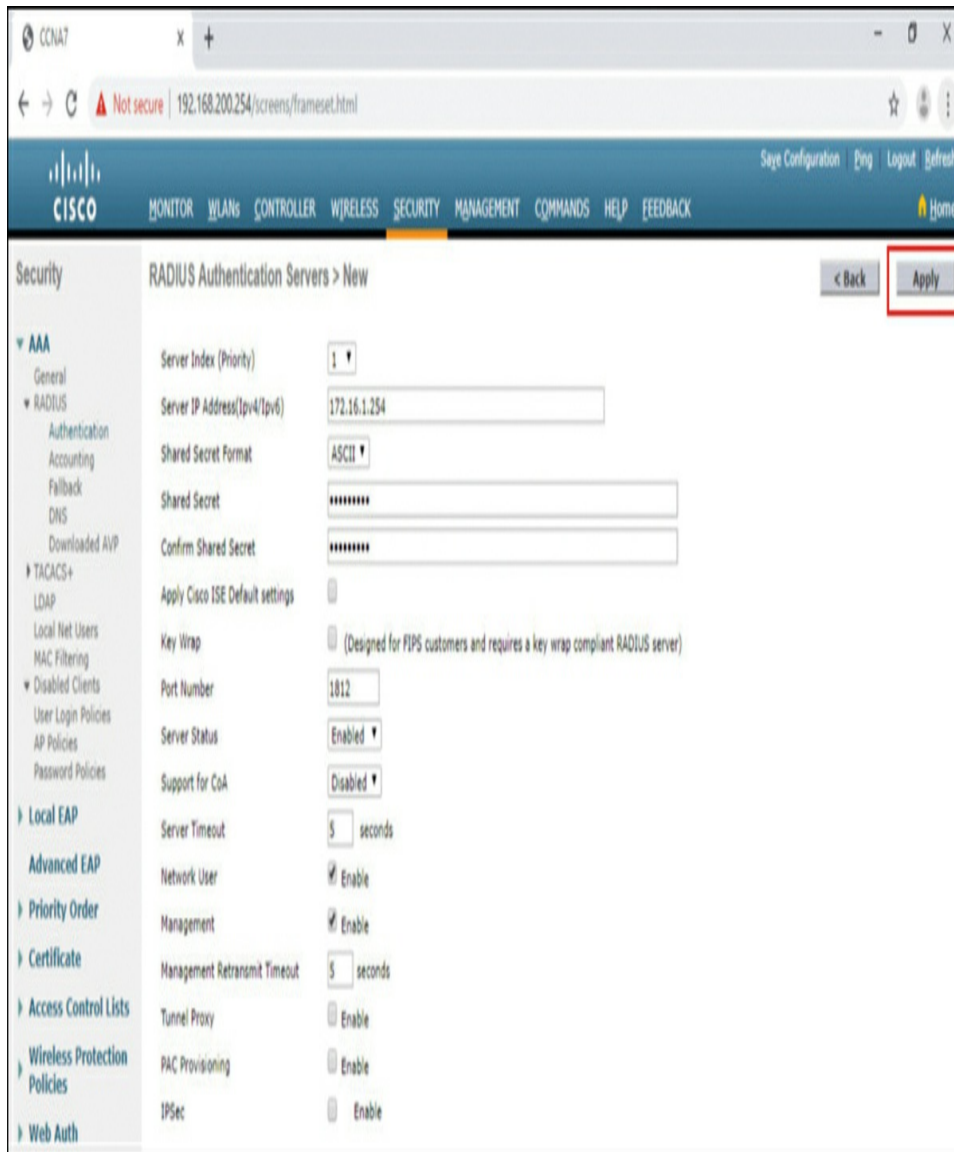 CCNA7
Not secure | 192.168.200.254/screens/frameset.html
Save Configuration | Ping | Logout | Refresh
CISCO
MONITOR WLANs CONTROLLER WIRELESS SECURITY MANAGEMENT COMMANDS HELP FEEDBACK
Home
Security
AAA
General
RADIUS
Authentication
Accounting
Fallback
DNS
Downloaded AVP
TACACS+
LDAP
Local Net Users
MAC Filtering
Disabled Clients
User Login Policies
AP Policies
Password Policies
Local EAP
Advanced EAP
Priority Order
Certificate
Access Control Lists
Wireless Protection
Policies
Web Auth
RADIUS Authentication Servers > New
< Back
Apply
Server Index (Priority) 1
Server IP Address(Ipv4/Ipv6) 172.16.1.254
Shared Secret Format ASCII
Shared Secret •••••••••
Confirm Shared Secret •••••••••
Apply Cisco ISE Default settings
Key Wrap (Designed for FIPS customers and requires a key wrap compliant RADIUS server)
Port Number 1812
Server Status Enabled
Support for CoA Disabled
Server Timeout 5 seconds
Network User Enable
Management Enable
Management Retransmit Timeout 5 seconds
Tunnel Proxy Enable
PAC Provisioning Enable
IPSec Enable